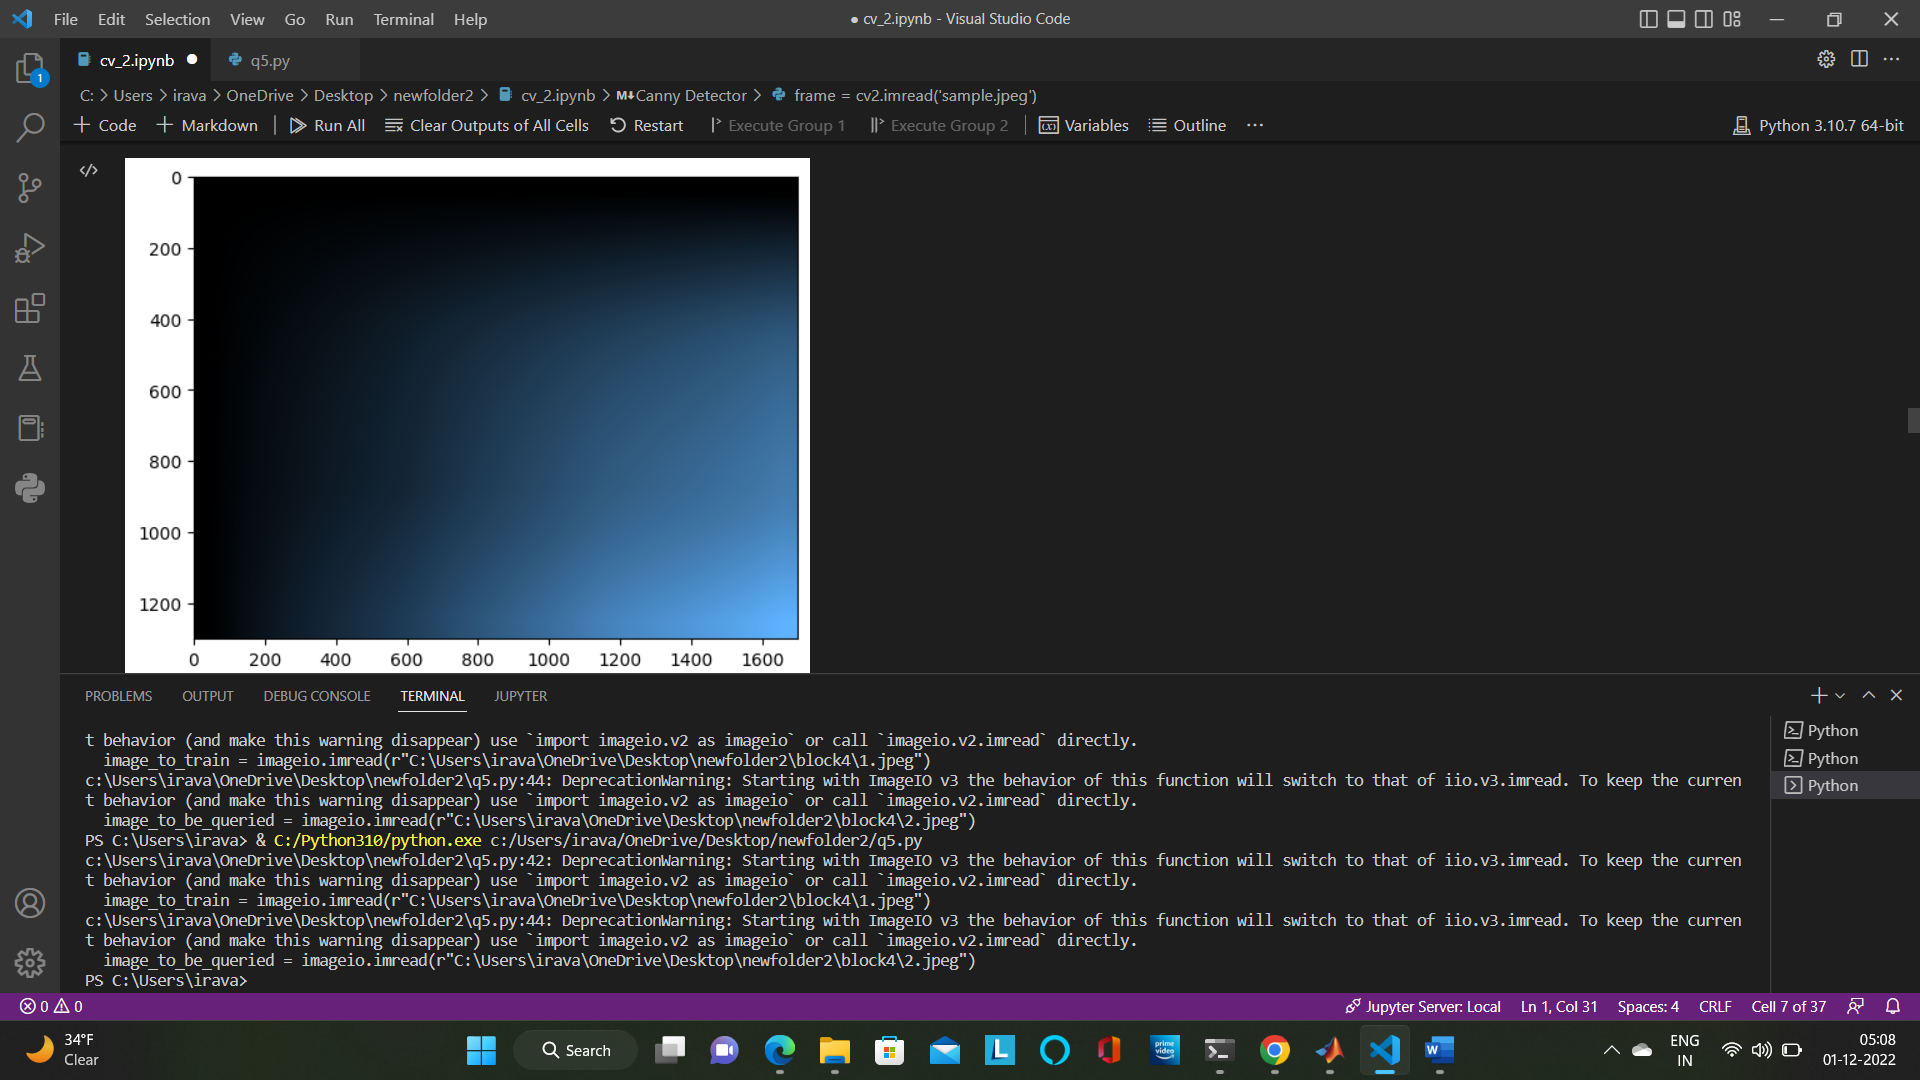 File Edit Selection View Go Run Terminal Help
● cv_2.ipynb - Visual Studio Code
cv_2.ipynb ●
q5.py
C: > Users > irava > OneDrive > Desktop > newfolder2 > cv_2.ipynb > M↓Canny Detector > frame = cv2.imread('sample.jpeg')
+ Code + Markdown | Run All Clear Outputs of All Cells Restart Execute Group 1 Execute Group 2 | (x) Variables Outline ...
Python 3.10.7 64-bit
1
0
200
400
600
800
1000
1200
0 200 400 600 800 1000 1200 1400 1600
PROBLEMS OUTPUT DEBUG CONSOLE TERMINAL JUPYTER
t behavior (and make this warning disappear) use `import imageio.v2 as imageio` or call `imageio.v2.imread` directly.
image_to_train = imageio.imread(r"C:\Users\irava\OneDrive\Desktop\newfolder2\block4\1.jpeg")
c:\Users\irava\OneDrive\Desktop\newfolder2\q5.py:44: DeprecationWarning: Starting with ImageIO v3 the behavior of this function will switch to that of iio.v3.imread. To keep the curren
t behavior (and make this warning disappear) use `import imageio.v2 as imageio` or call `imageio.v2.imread` directly.
image_to_be_queried = imageio.imread(r"C:\Users\irava\OneDrive\Desktop\newfolder2\block4\2.jpeg")
PS C:\Users\irava> & C:/Python310/python.exe c:/Users/irava/OneDrive/Desktop/newfolder2/q5.py
c:\Users\irava\OneDrive\Desktop\newfolder2\q5.py:42: DeprecationWarning: Starting with ImageIO v3 the behavior of this function will switch to that of iio.v3.imread. To keep the curren
t behavior (and make this warning disappear) use `import imageio.v2 as imageio` or call `imageio.v2.imread` directly.
image_to_train = imageio.imread(r"C:\Users\irava\OneDrive\Desktop\newfolder2\block4\1.jpeg")
c:\Users\irava\OneDrive\Desktop\newfolder2\q5.py:44: DeprecationWarning: Starting with ImageIO v3 the behavior of this function will switch to that of iio.v3.imread. To keep the curren
t behavior (and make this warning disappear) use `import imageio.v2 as imageio` or call `imageio.v2.imread` directly.
image_to_be_queried = imageio.imread(r"C:\Users\irava\OneDrive\Desktop\newfolder2\block4\2.jpeg")
PS C:\Users\irava>
Python
Python
Python
0 0
Jupyter Server: Local Ln 1, Col 31 Spaces: 4 CRLF Cell 7 of 37
34°F
Clear
Search
L
prime video
W
ENG
IN
05:08
01-12-2022